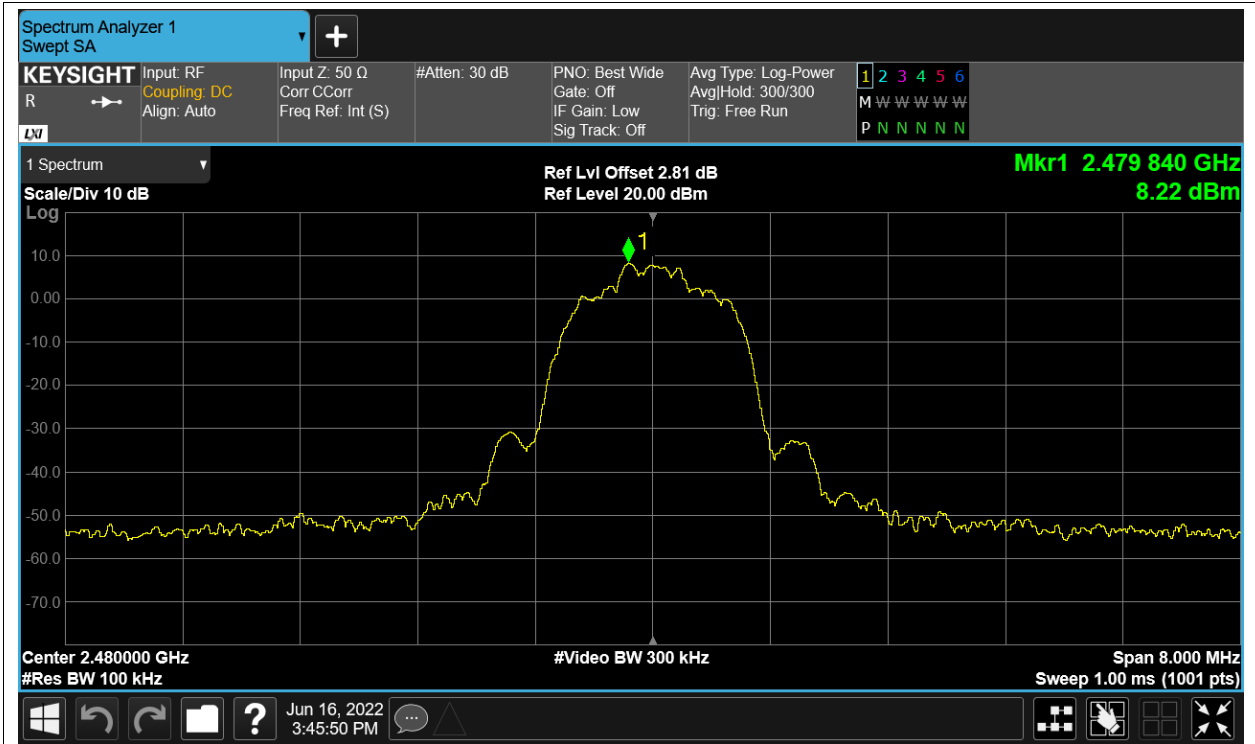 Spectrum Analyzer 1
Swept SA
KEYSIGHT
R
LXI
Input: RF
Coupling: DC
Align: Auto
Input Z: 50 Ω
Corr CCorr
Freq Ref: Int (S)
#Atten: 30 dB
PNO: Best Wide
Gate: Off
IF Gain: Low
Sig Track: Off
Avg Type: Log-Power
Avg|Hold: 300/300
Trig: Free Run
1 2 3 4 5 6
M W W W W W
P N N N N N
1 Spectrum
Scale/Div 10 dB
Log
Ref Lvl Offset 2.81 dB
Ref Level 20.00 dBm
Mkr1 2.479 840 GHz
8.22 dBm
1
10.0
0.00
-10.0
-20.0
-30.0
-40.0
-50.0
-60.0
-70.0
Center 2.480000 GHz
#Video BW 300 kHz
Span 8.000 MHz
#Res BW 100 kHz
Sweep 1.00 ms (1001 pts)
?
Jun 16, 2022
3:45:50 PM